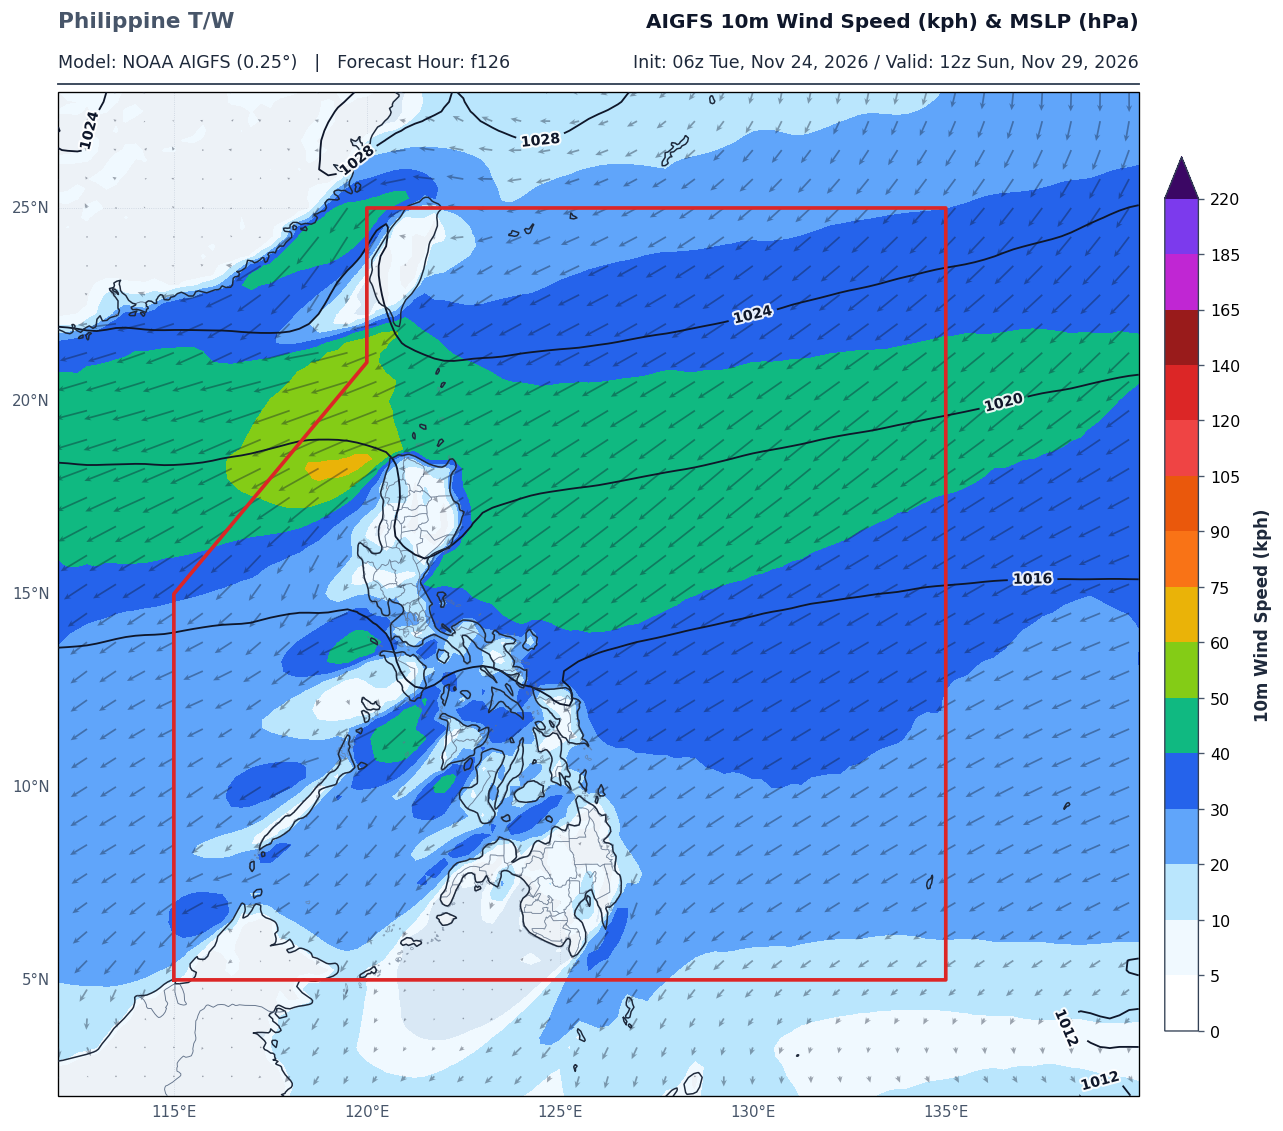 Philippine T/W
AIGFS 10m Wind Speed (kph) & MSLP (hPa)
Model: NOAA AIGFS (0.25°) | Forecast Hour: f126
Init: 06z Tue, Nov 24, 2026 / Valid: 12z Sun, Nov 29, 2026
1024
1028
1028
1024
1020
1016
1012
1012
25°N
20°N
15°N
10°N
5°N
115°E
120°E
125°E
130°E
135°E
220
185
165
140
120
105
90
75
60
50
40
30
20
10
5
0
10m Wind Speed (kph)